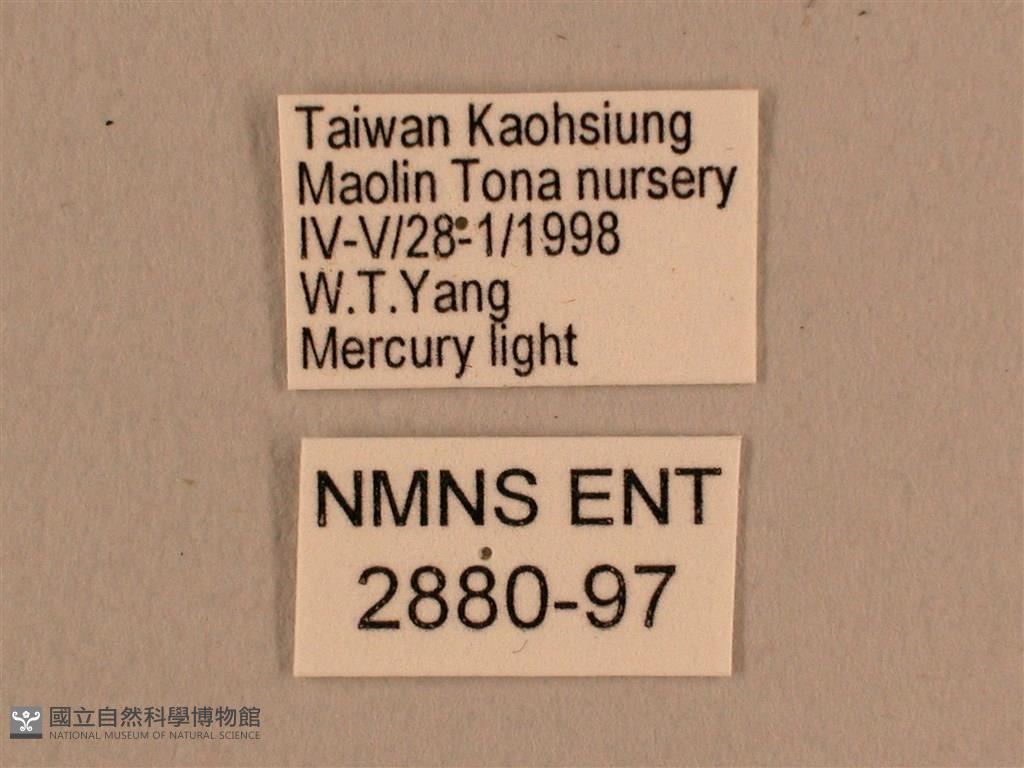 Taiwan Kaohsiung
Maolin Tona nursery
IV-V/28-1/1998
W.T.Yang
Mercury light
NMNS ENT
2880-97
國立自然科學博物館
NATIONAL MUSEUM OF NATURAL SCIENCE